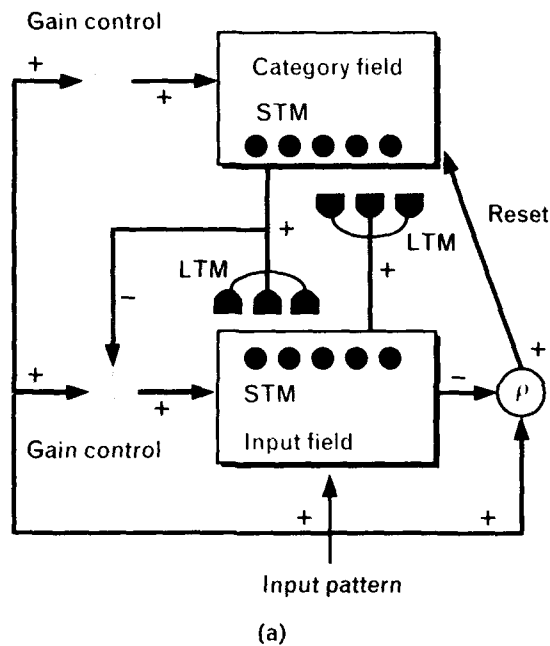 Gain control
+
+
Category field
STM
Reset
+
LTM
LTM
+
−
+
+
+
STM
−
ρ
Gain control
Input field
+
+
Input pattern
(a)